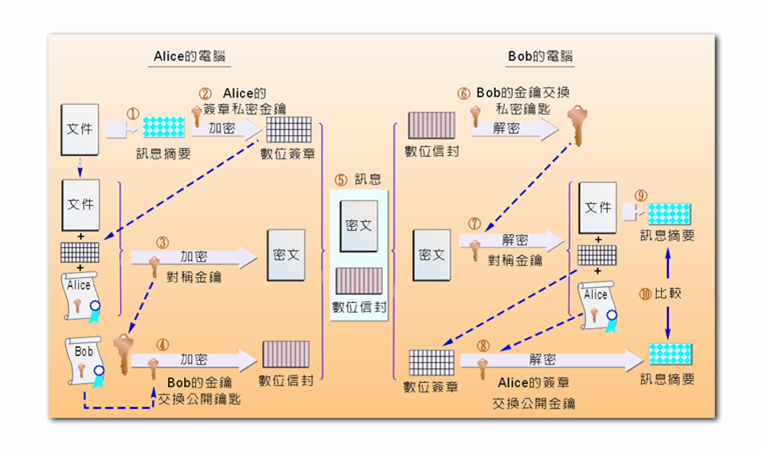 Alice的電腦
Bob的電腦
文件
①
訊息摘要
② Alice的
簽章私密金鑰
加密
數位簽章
文件
+
+
Alice
③
加密
對稱金鑰
密文
Bob
④
加密
Bob的金鑰
交換公開鑰匙
數位信封
⑤ 訊息
密文
數位信封
數位信封
⑥ Bob的金鑰交換
私密鑰匙
解密
密文
⑦
解密
對稱金鑰
文件
+
+
Alice
⑨
訊息摘要
⑩比較
數位簽章
⑧
解密
Alice的簽章
交換公開金鑰
訊息摘要